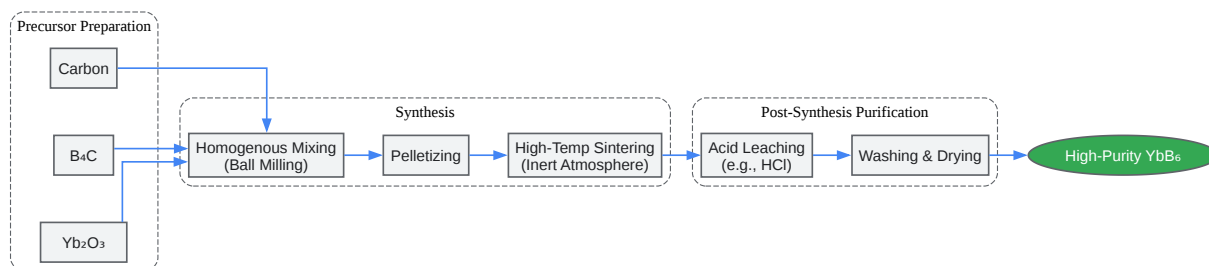 Precursor Preparation
Carbon
B₄C
Yb₂O₃
Synthesis
Homogenous Mixing
(Ball Milling)
Pelletizing
High-Temp Sintering
(Inert Atmosphere)
Post-Synthesis Purification
Acid Leaching
(e.g., HCl)
Washing & Drying
High-Purity YbB₆